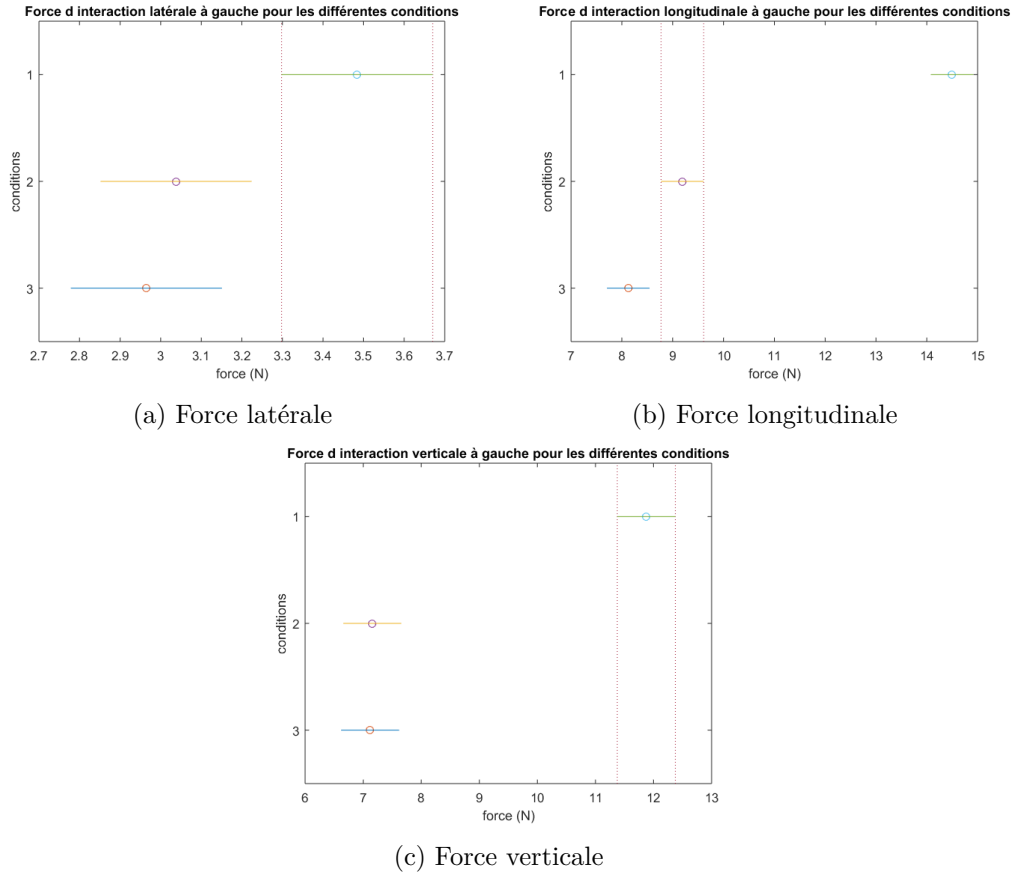 Force d interaction latérale à gauche pour les différentes conditions
1
2
3
conditions
2.7 2.8 2.9 3 3.1 3.2 3.3 3.4 3.5 3.6 3.7
force (N)
(a) Force latérale
Force d interaction longitudinale à gauche pour les différentes conditions
1
2
3
conditions
7 8 9 10 11 12 13 14 15
force (N)
(b) Force longitudinale
Force d interaction verticale à gauche pour les différentes conditions
1
2
3
conditions
6 7 8 9 10 11 12 13
force (N)
(c) Force verticale